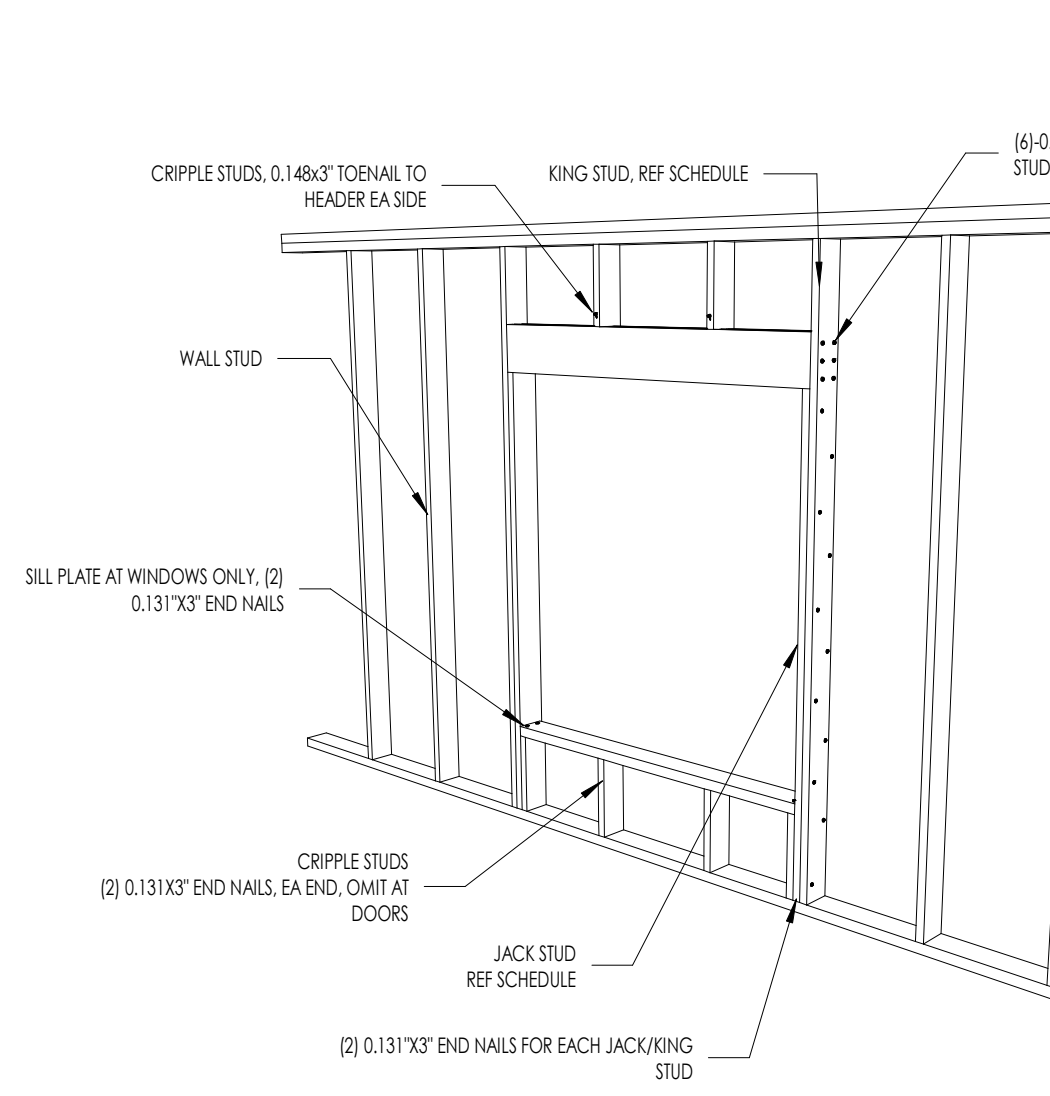 (6)-0.
STUD
CRIPPLE STUDS, 0.148x3" TOENAIL TO
HEADER EA SIDE
KING STUD, REF SCHEDULE
WALL STUD
SILL PLATE AT WINDOWS ONLY, (2)
0.131"X3" END NAILS
CRIPPLE STUDS
(2) 0.131X3" END NAILS, EA END, OMIT AT
DOORS
JACK STUD
REF SCHEDULE
(2) 0.131"X3" END NAILS FOR EACH JACK/KING
STUD